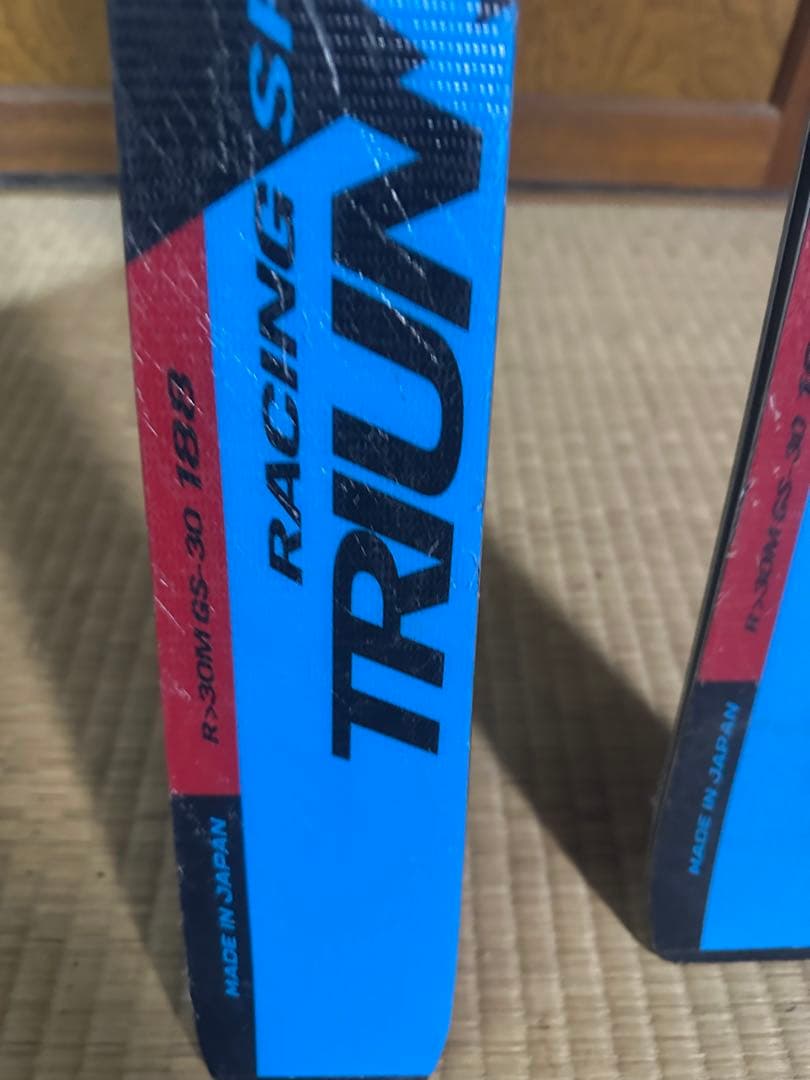 RACING SP
TRIUN
R>30M GS-30 188
MADE IN JAPAN
R>30M GS-30
MADE IN JAPAN